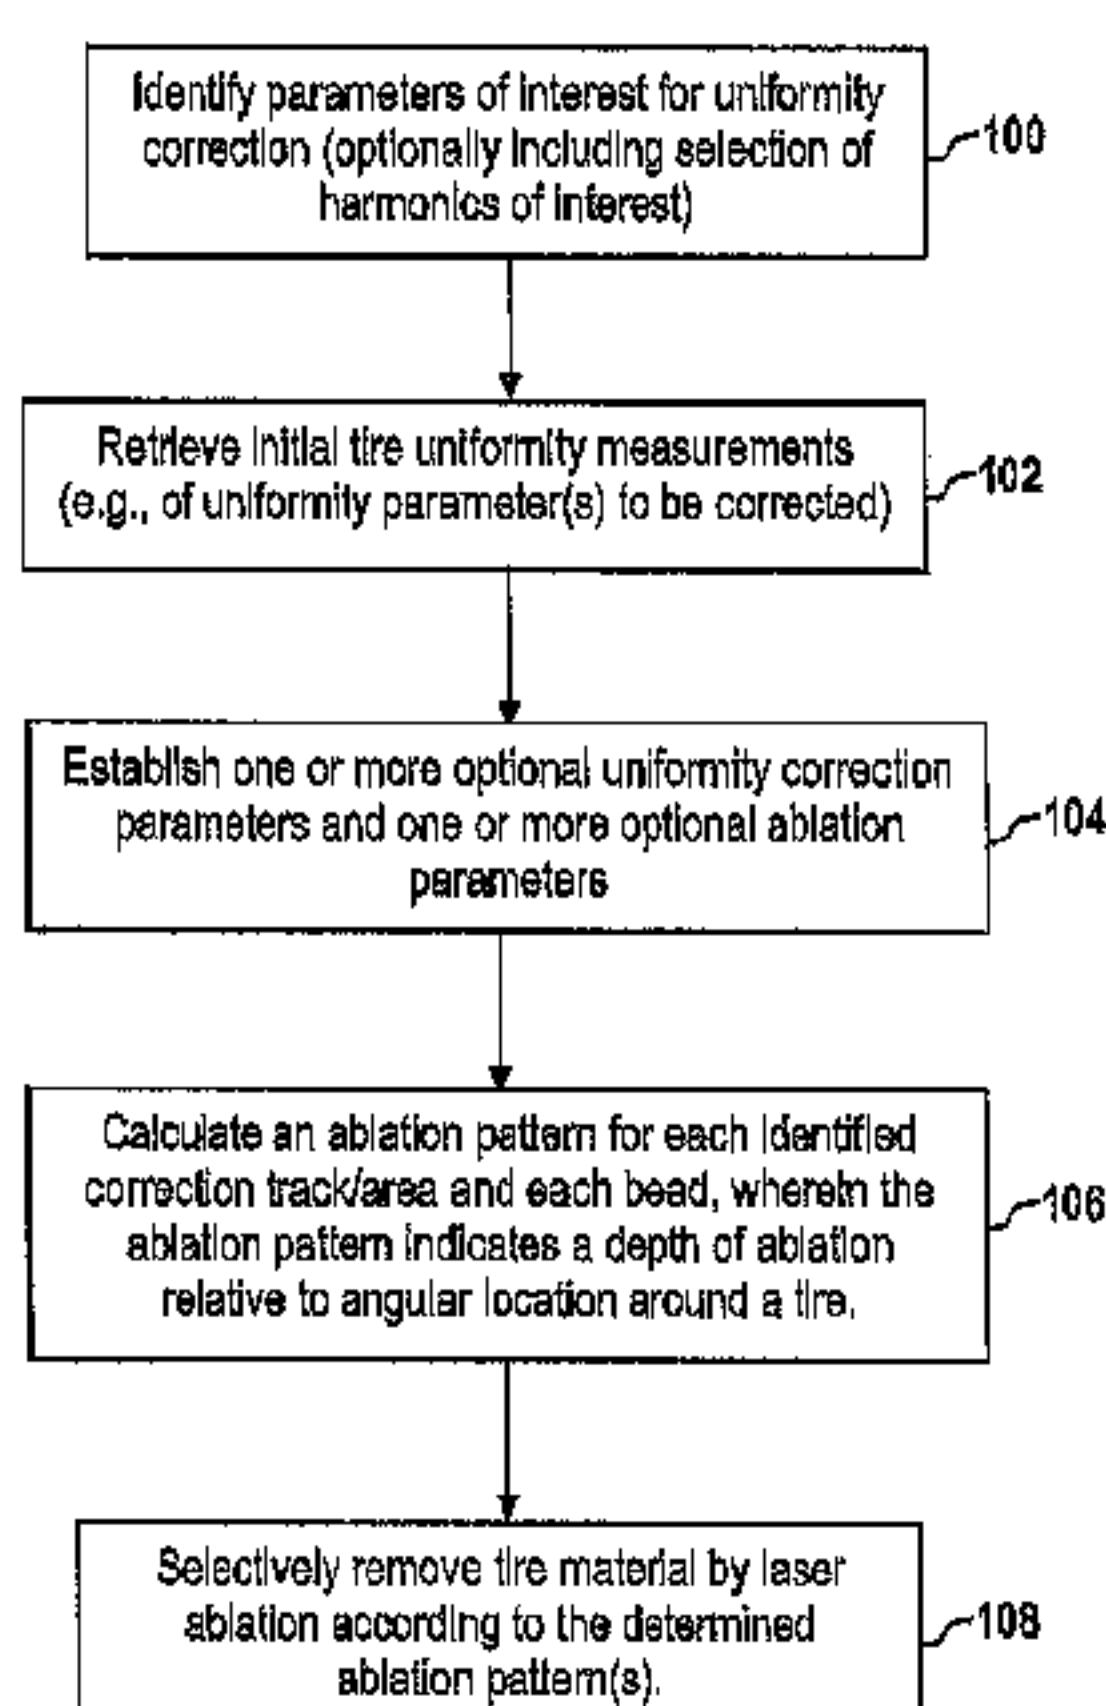 Identify parameters of interest for uniformity
correction (optionally including selection of
harmonics of interest)
100
Retrieve initial tire uniformity measurements
(e.g., of uniformity parameter(s) to be corrected)
102
Establish one or more optional uniformity correction
parameters and one or more optional ablation
parameters
104
Calculate an ablation pattern for each identified
correction track/area and each bead, wherein the
ablation pattern indicates a depth of ablation
relative to angular location around a tire.
106
Selectively remove tire material by laser
ablation according to the determined
ablation pattern(s).
108